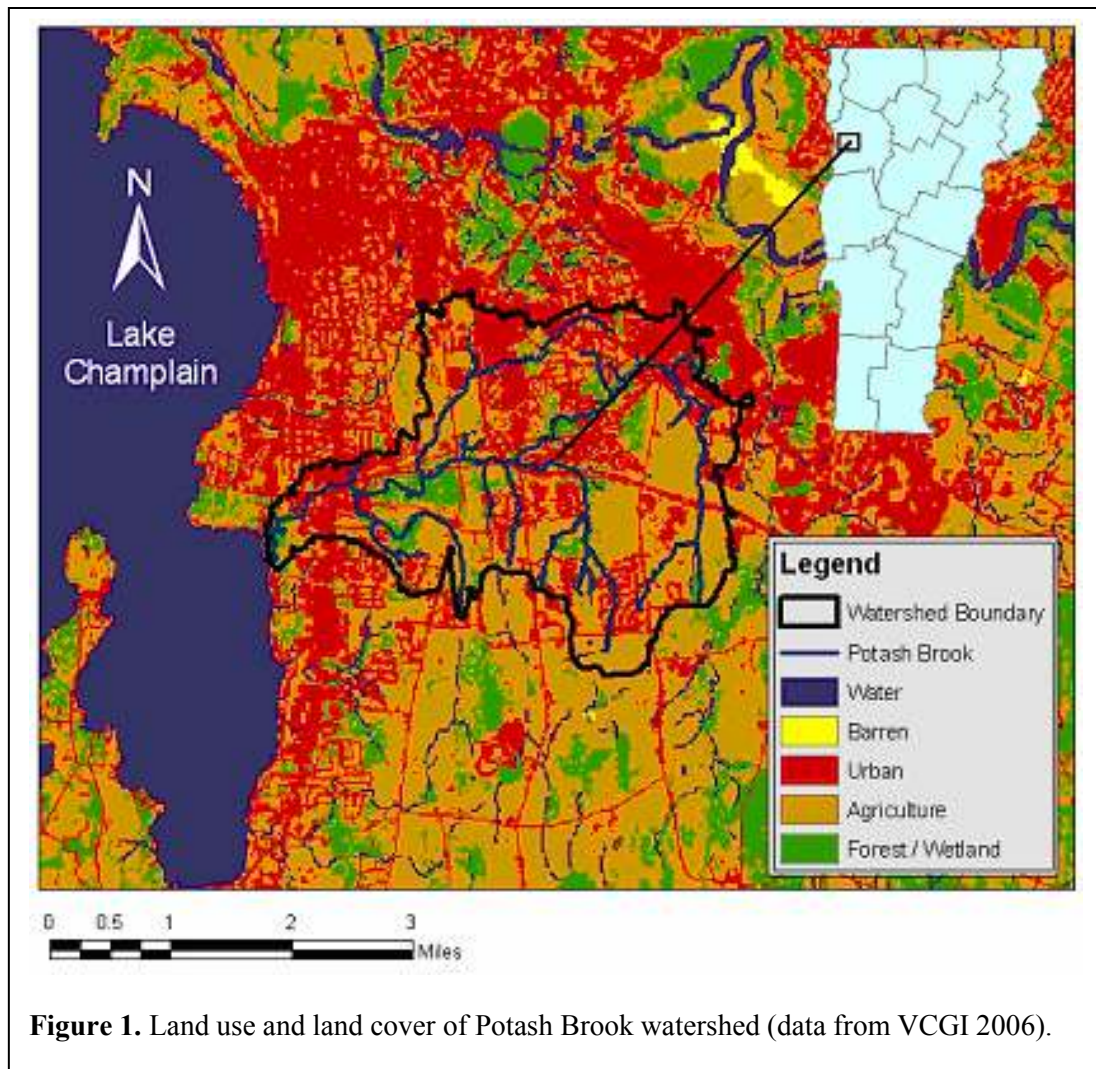 N
Lake
Champlain
Legend
Watershed Boundary
Potash Brook
Water
Barren
Urban
Agriculture
Forest / Wetland
0 0.5 1 2 3
Miles
Figure 1. Land use and land cover of Potash Brook watershed (data from VCGI 2006).